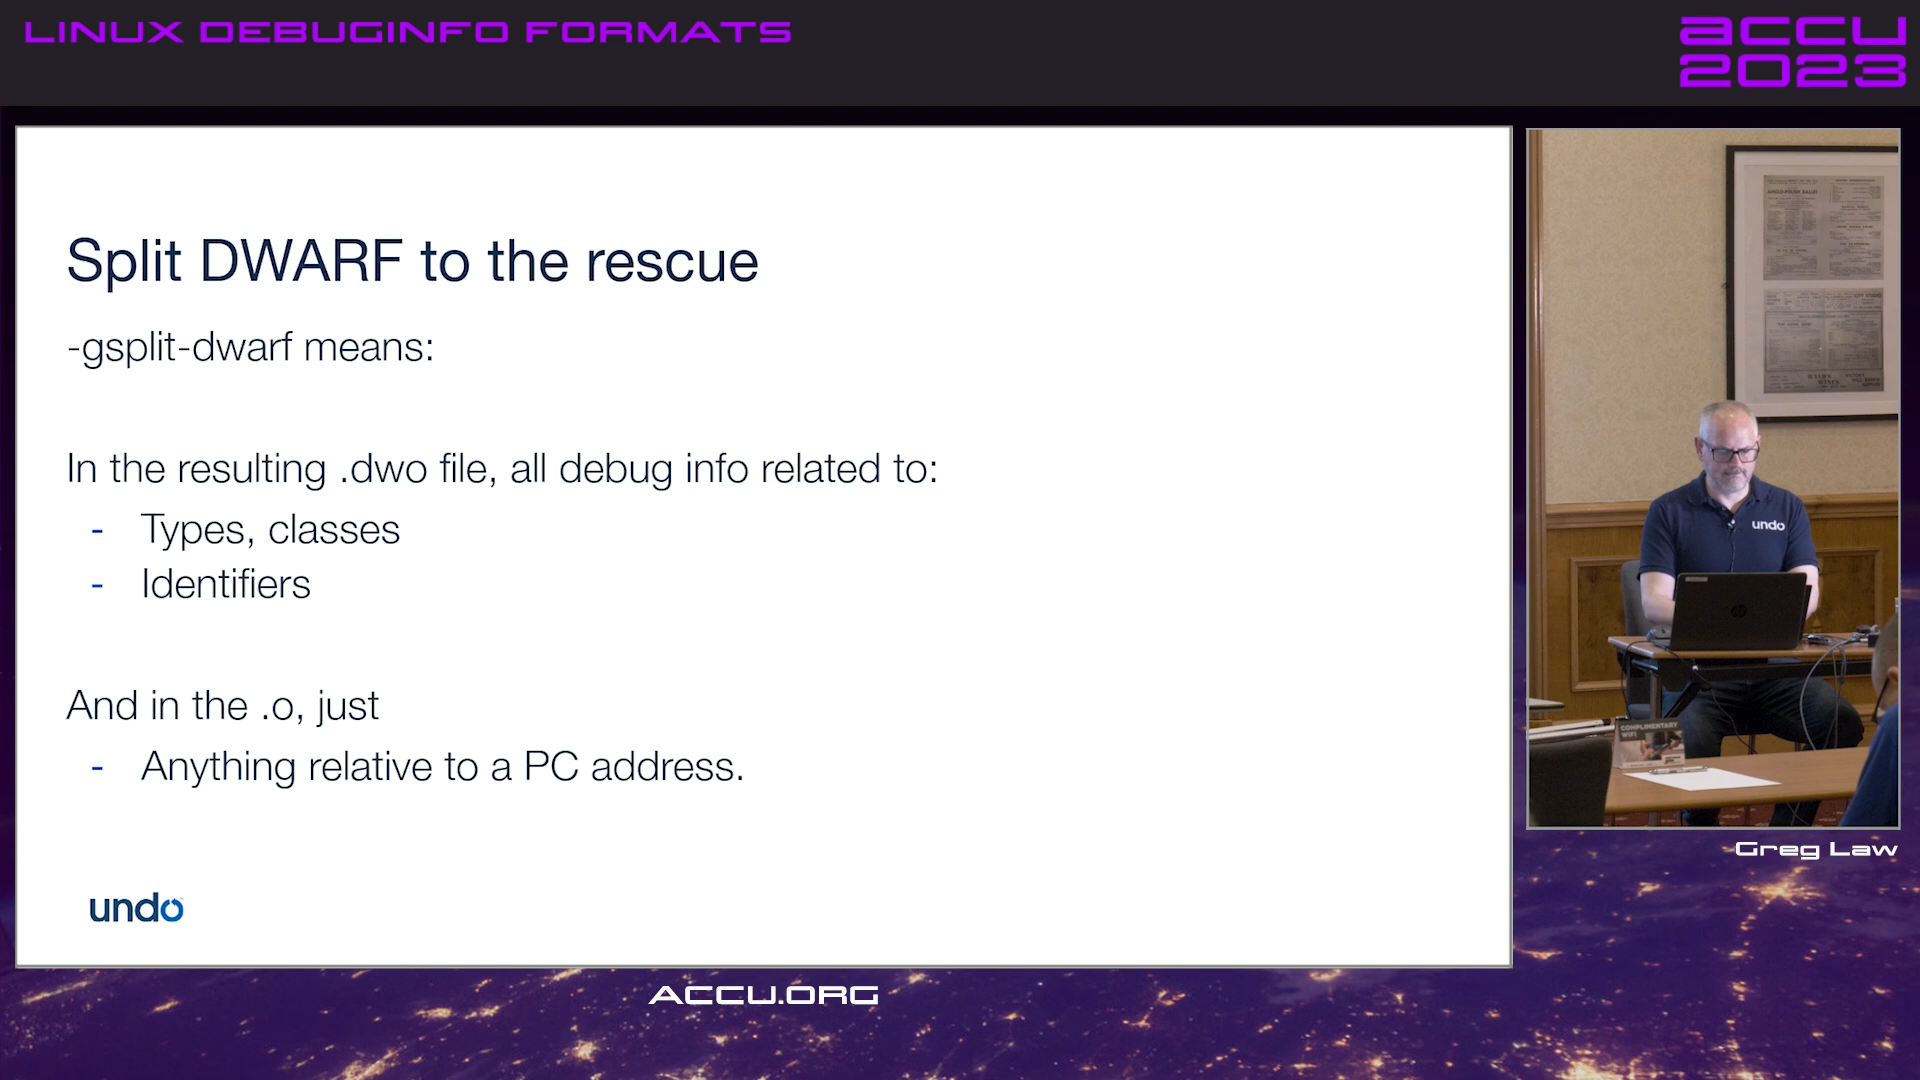 LINUX DEBUGINFO FORMATS
accu
2023
Split DWARF to the rescue
-gsplit-dwarf means:
In the resulting .dwo file, all debug info related to:
- Types, classes
- Identifiers
And in the .o, just
- Anything relative to a PC address.
undo
undo
COMPLIMENTARY
WIFI
Greg Law
ACCU.ORG